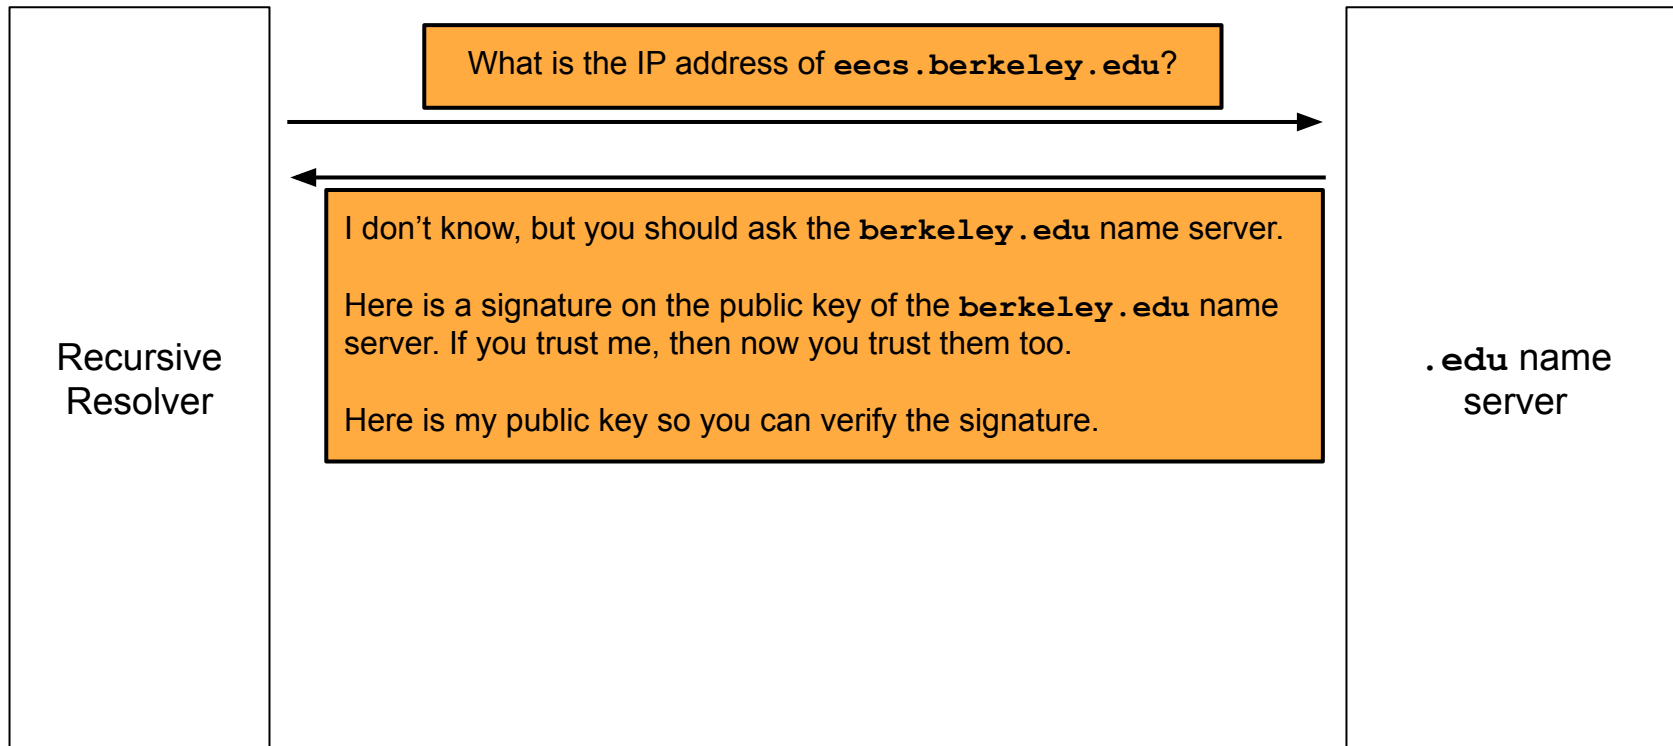 What is the IP address of eecs.berkeley.edu?
I don’t know, but you should ask the berkeley.edu name server.
Here is a signature on the public key of the berkeley.edu name
server. If you trust me, then now you trust them too.
Here is my public key so you can verify the signature.
Recursive
Resolver
.edu name
server